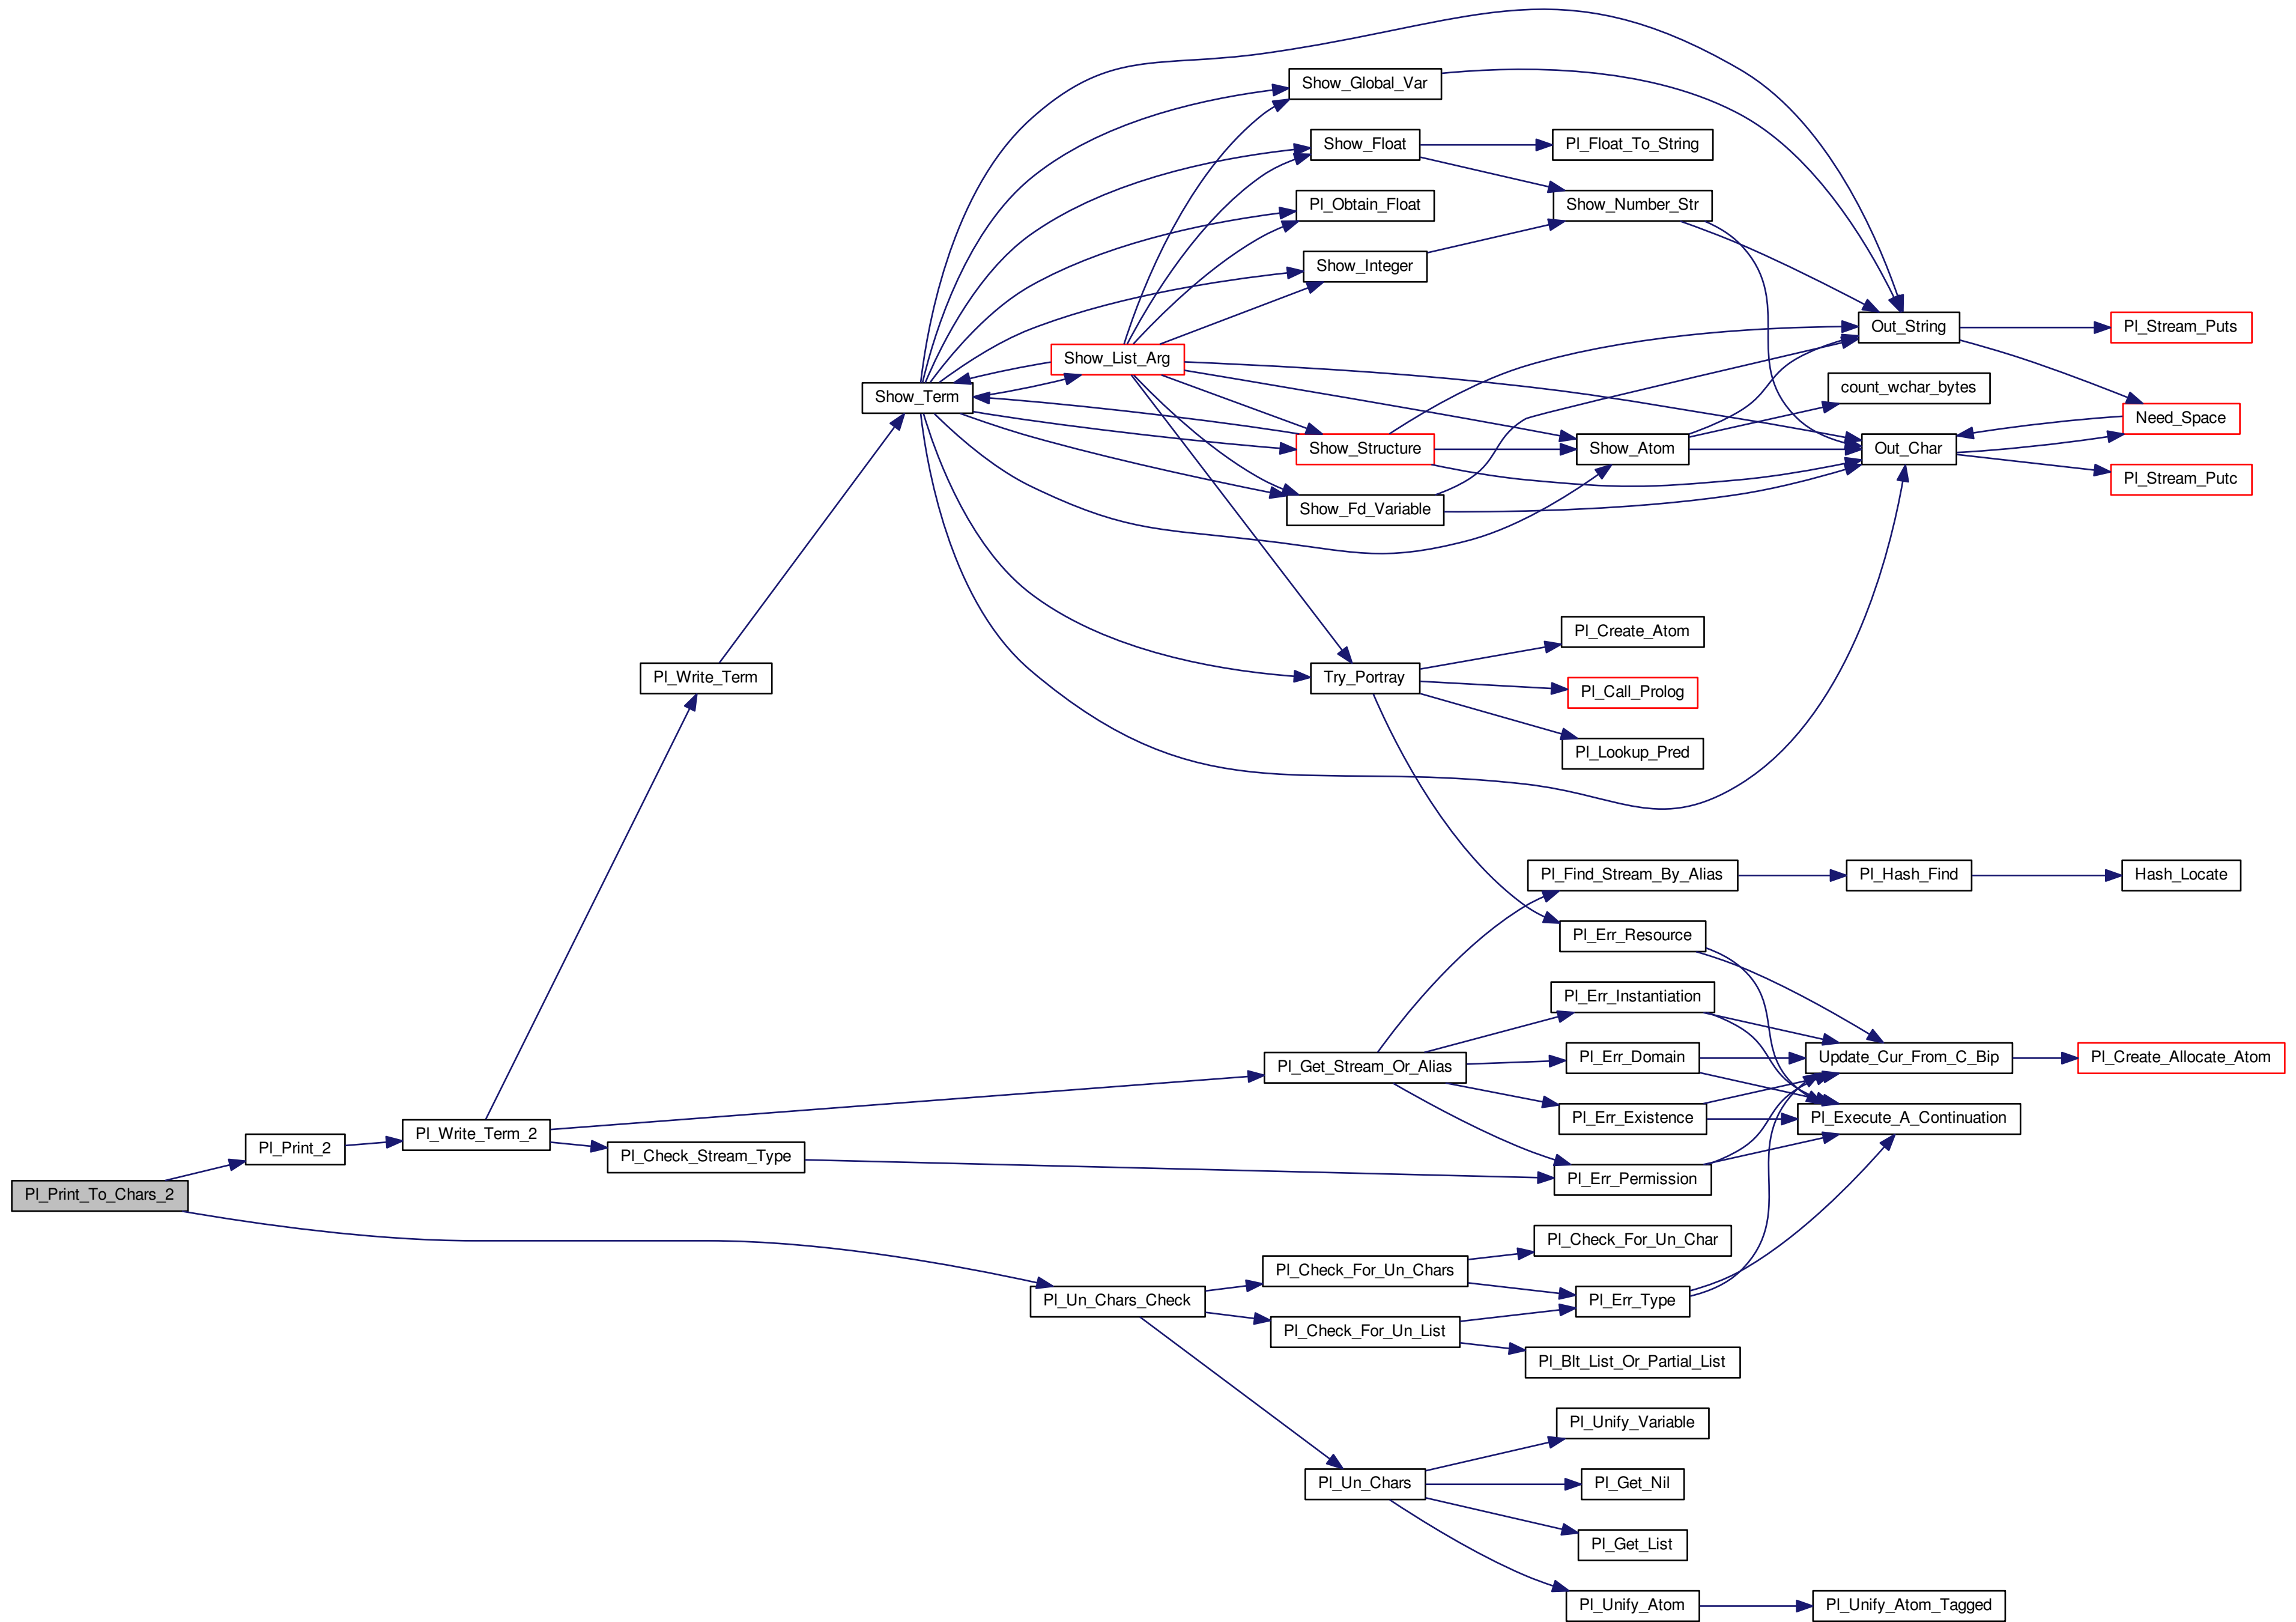 Show_Global_Var
Show_Float
Pl_Float_To_String
Pl_Obtain_Float
Show_Number_Str
Show_Integer
Out_String
Pl_Stream_Puts
Show_List_Arg
Show_Term
count_wchar_bytes
Need_Space
Show_Structure
Show_Atom
Out_Char
Pl_Stream_Putc
Show_Fd_Variable
Pl_Create_Atom
Pl_Write_Term
Try_Portray
Pl_Call_Prolog
Pl_Lookup_Pred
Pl_Find_Stream_By_Alias
Pl_Hash_Find
Hash_Locate
Pl_Err_Resource
Pl_Err_Instantiation
Pl_Get_Stream_Or_Alias
Pl_Err_Domain
Update_Cur_From_C_Bip
Pl_Create_Allocate_Atom
Pl_Err_Existence
Pl_Execute_A_Continuation
Pl_Write_Term_2
Pl_Print_2
Pl_Check_Stream_Type
Pl_Err_Permission
Pl_Print_To_Chars_2
Pl_Check_For_Un_Char
Pl_Check_For_Un_Chars
Pl_Un_Chars_Check
Pl_Err_Type
Pl_Check_For_Un_List
Pl_Blt_List_Or_Partial_List
Pl_Unify_Variable
Pl_Un_Chars
Pl_Get_Nil
Pl_Get_List
Pl_Unify_Atom
Pl_Unify_Atom_Tagged